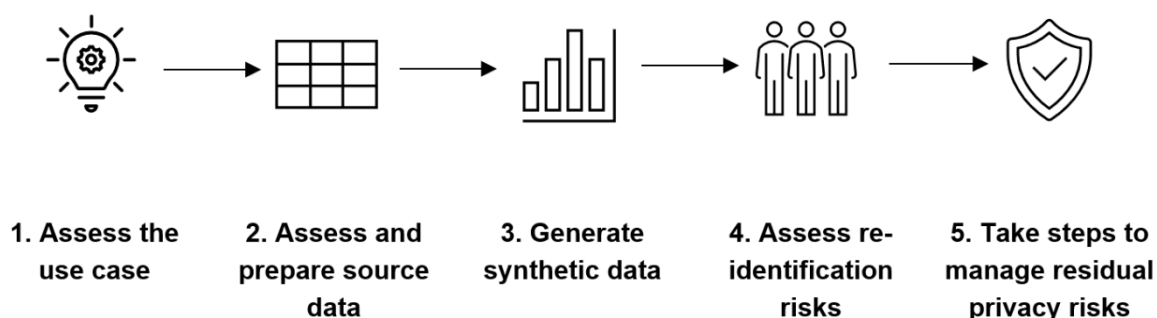 1. Assess the
use case
2. Assess and
prepare source
data
3. Generate
synthetic data
4. Assess re-
identification
risks
5. Take steps to
manage residual
privacy risks